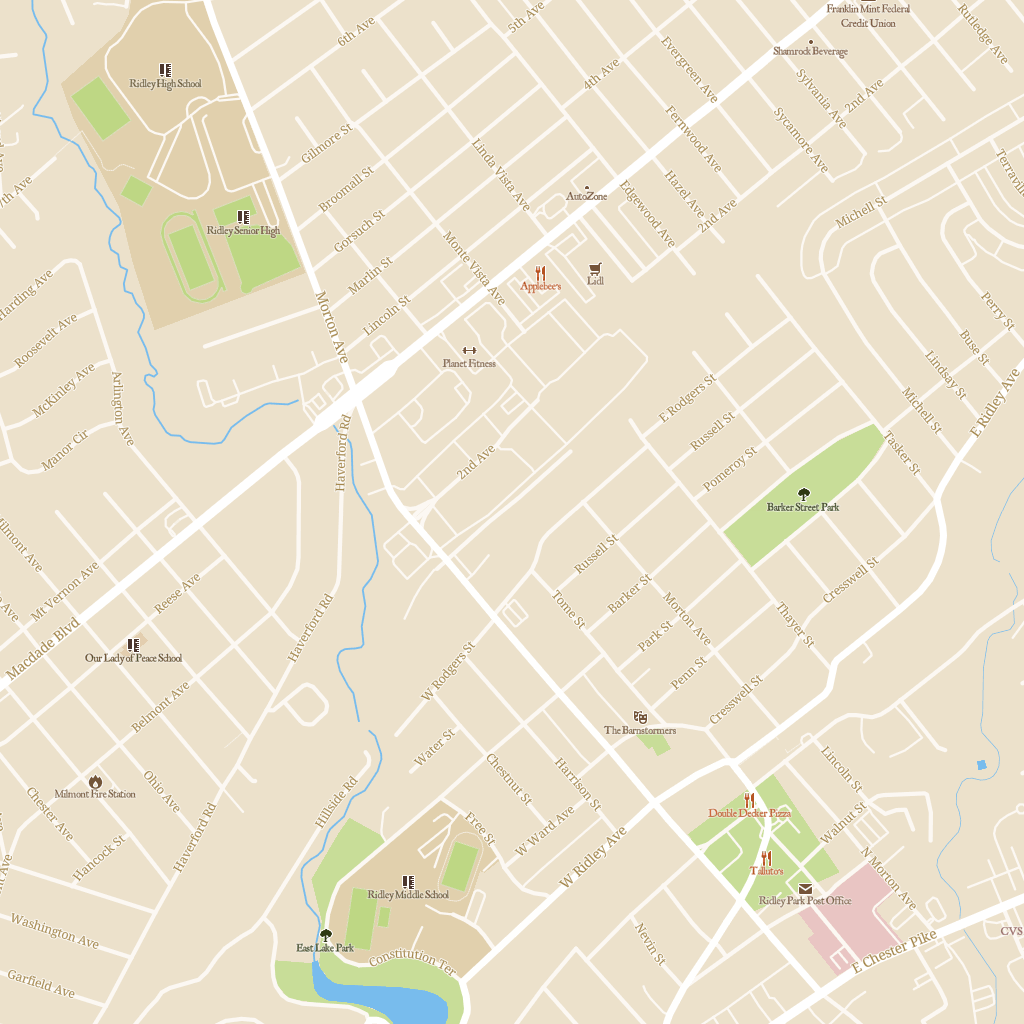 Franklin Mint Federal
Credit Union
Rutledge Ave
6th Ave
5th Ave
Shamrock Beverage
Evergreen Ave
4th Ave
Ridley High School
Sylvania Ave
2nd Ave
Sycamore Ave
Gilmore St
Linda Vista Ave
Fernwood Ave
7th Ave
Broomall St
AutoZone
Edgewood Ave
Hazel Ave
2nd Ave
Michell St
Ridley Senior High
Gorsuch St
Monte Vista Ave
Martin St
Applebee's
Lidl
Harding Ave
Lincoln St
Morton Ave
Perry St
Roosevelt Ave
Planet Fitness
Buse St
Lindsay St
McKinley Ave
Arlington Ave
E Rodgers St
Michell St
E Ridley Ave
Russell St
Manor Cir
Haverford Rd
2nd Ave
Pomeroy St
Tasker St
Barker Street Park
Milmont Ave
Mt Vernon Ave
Reese Ave
Russell St
Cresswell St
Barker St
Tome St
Morton Ave
Thayer St
Macdade Blvd
Haverford Rd
Park St
Our Lady of Peace School
W Rodgers St
Penn St
Belmont Ave
Cresswell St
The Barnstormers
Water St
Milmont Fire Station
Ohio Ave
Chestnut St
Harrison St
Lincoln St
Hillside Rd
Double Decker Pizza
Chester Ave
Haverford Rd
Free St
W Ward Ave
Walnut St
Hancock St
W Ridley Ave
Tallutos
N Morton Ave
Ridley Middle School
Ridley Park Post Office
Washington Ave
East Lake Park
Nevin St
E Chester Pike
CVS
Constitution Ter
Garfield Ave